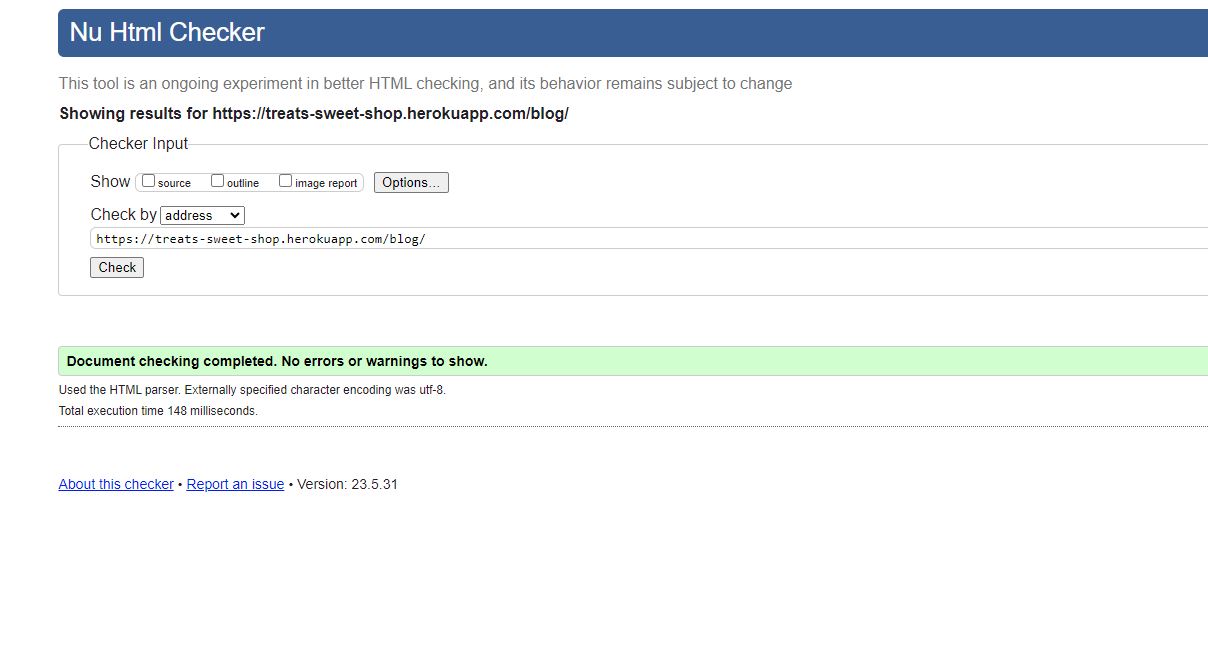 Nu Html Checker
This tool is an ongoing experiment in better HTML checking, and its behavior remains subject to change
Showing results for https://treats-sweet-shop.herokuapp.com/blog/
Checker Input
Show source outline image report Options...
Check by address
https://treats-sweet-shop.herokuapp.com/blog/
Check
Document checking completed. No errors or warnings to show.
Used the HTML parser. Externally specified character encoding was utf-8.
Total execution time 148 milliseconds.
About this checker • Report an issue • Version: 23.5.31